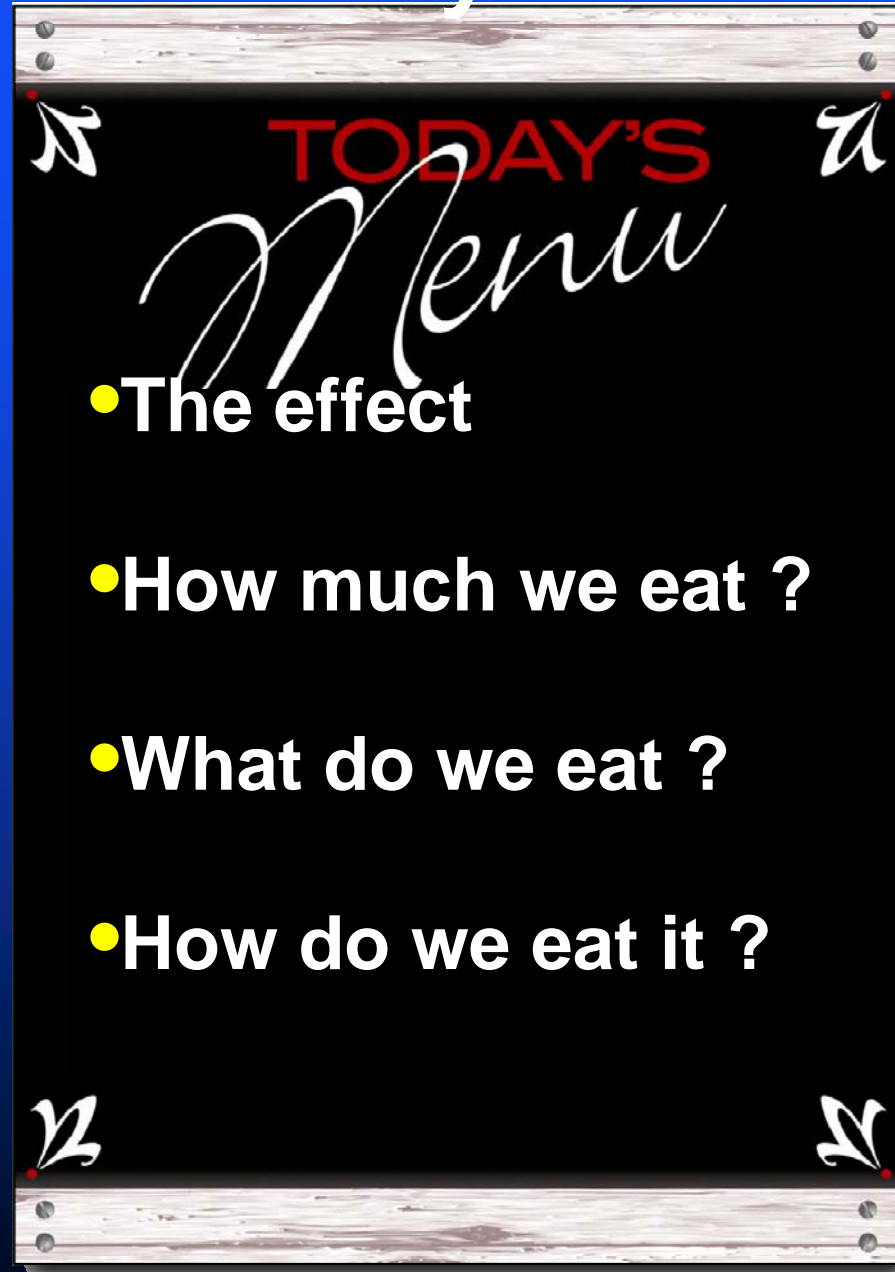 TODAY'S
Menu
•The effect
•How much we eat ?
•What do we eat ?
•How do we eat it ?